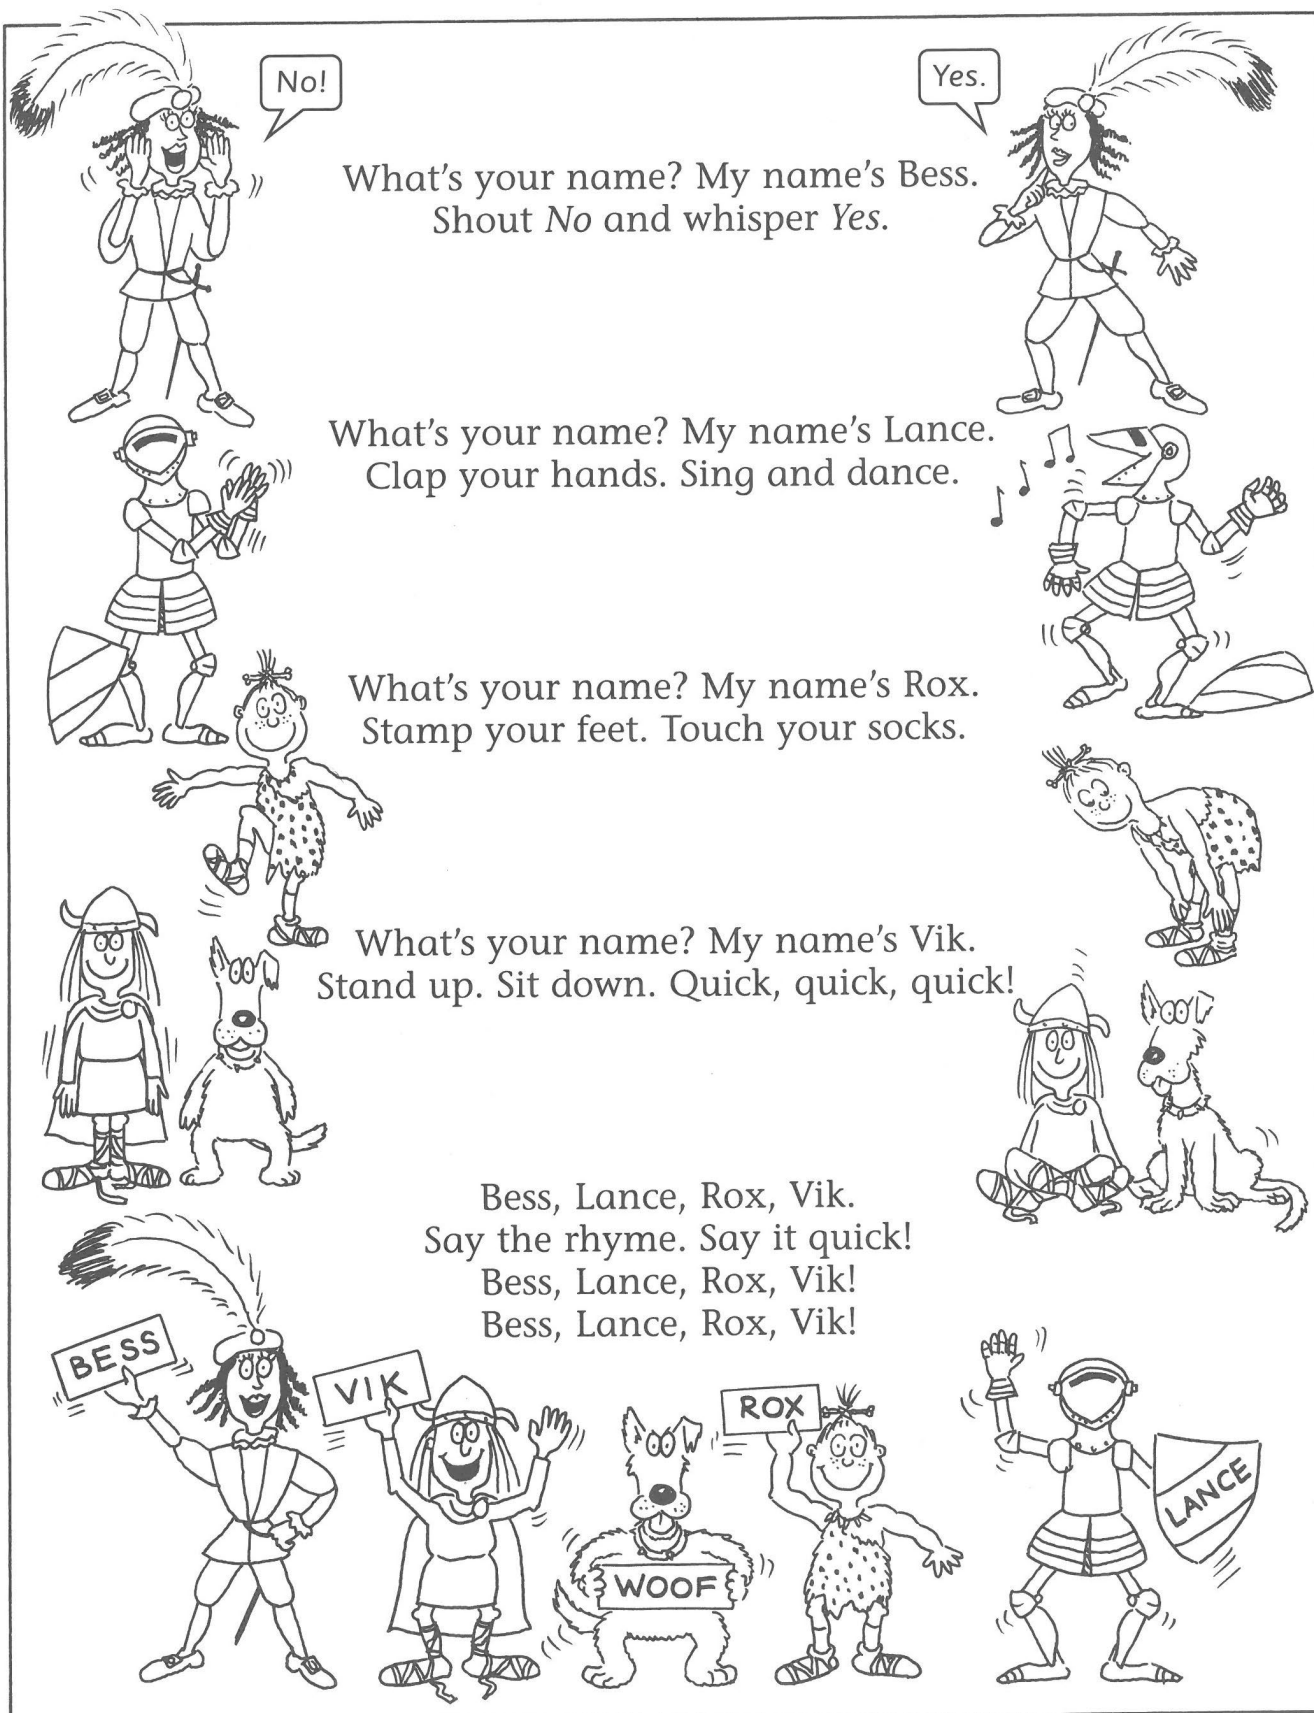 No!
Yes.
What's your name? My name's Bess.
Shout No and whisper Yes.
What's your name? My name's Lance.
Clap your hands. Sing and dance.
What's your name? My name's Rox.
Stamp your feet. Touch your socks.
What's your name? My name's Vik.
Stand up. Sit down. Quick, quick, quick!
Bess, Lance, Rox, Vik.
Say the rhyme. Say it quick!
Bess, Lance, Rox, Vik!
Bess, Lance, Rox, Vik!
BESS
VIK
WOOF
ROX
LANCE